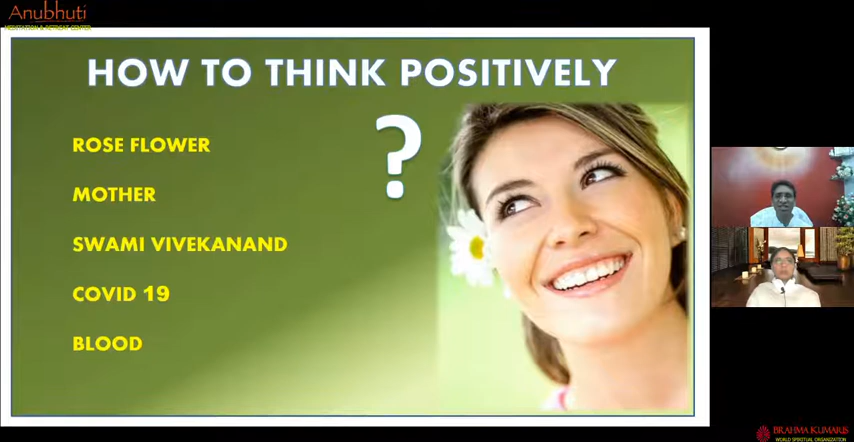 Anubhuti
MEDITATION & RETREAT CENTER
HOW TO THINK POSITIVELY
?
ROSE FLOWER
MOTHER
SWAMI VIVEKANAND
COVID 19
BLOOD
BRAHMA KUMARIS
WORLD SPIRITUAL ORGANIZATION